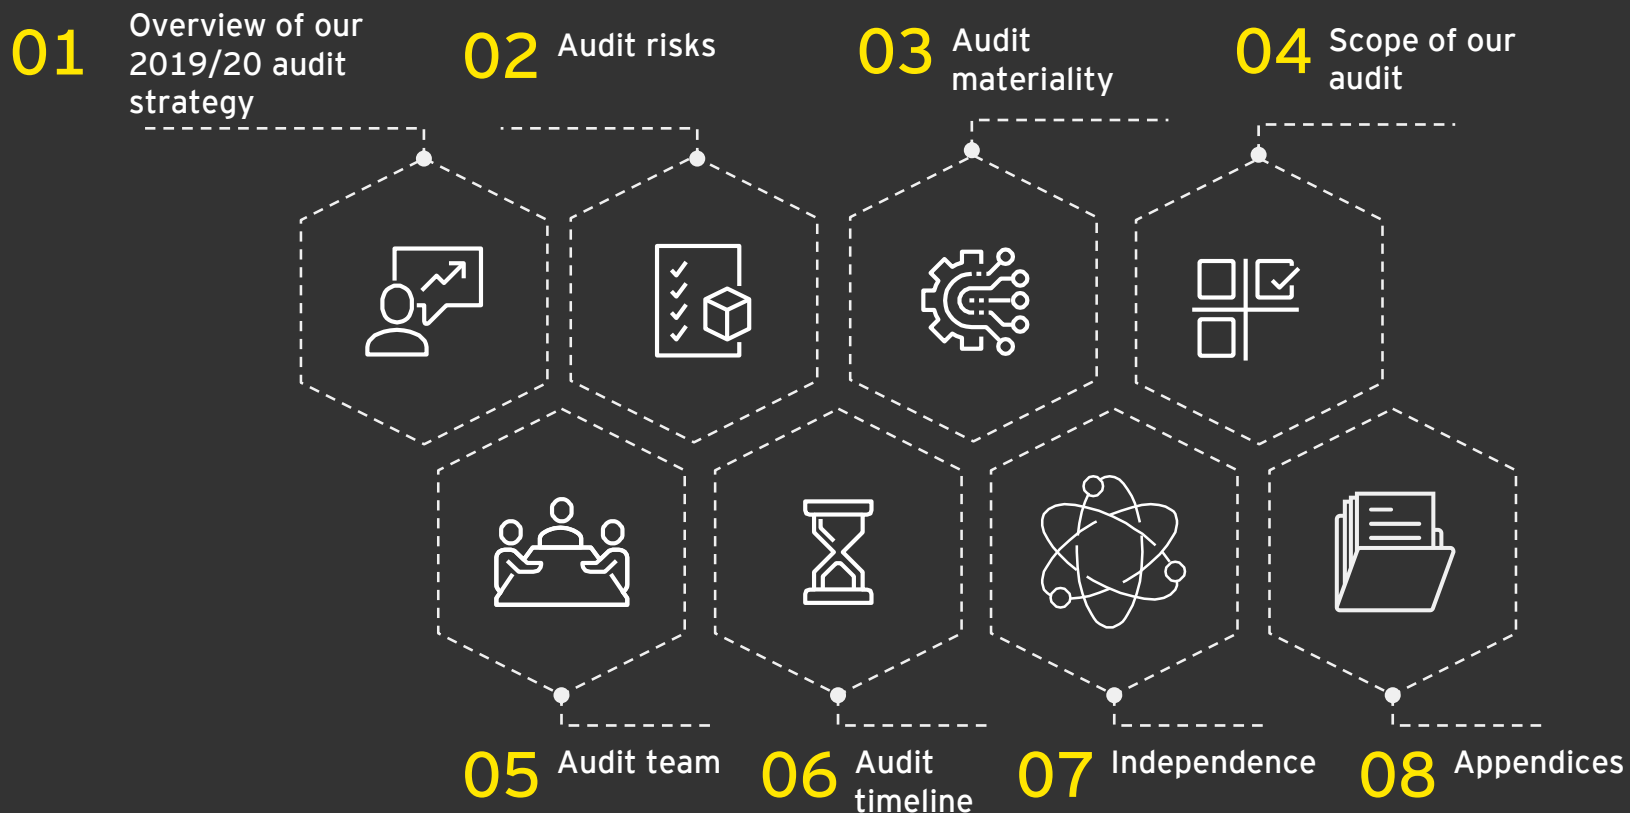 01
Overview of our
2019/20 audit
strategy
02
Audit risks
03
Audit
materiality
04
Scope of our
audit
05
Audit team
06
Audit
timeline
07
Independence
08
Appendices